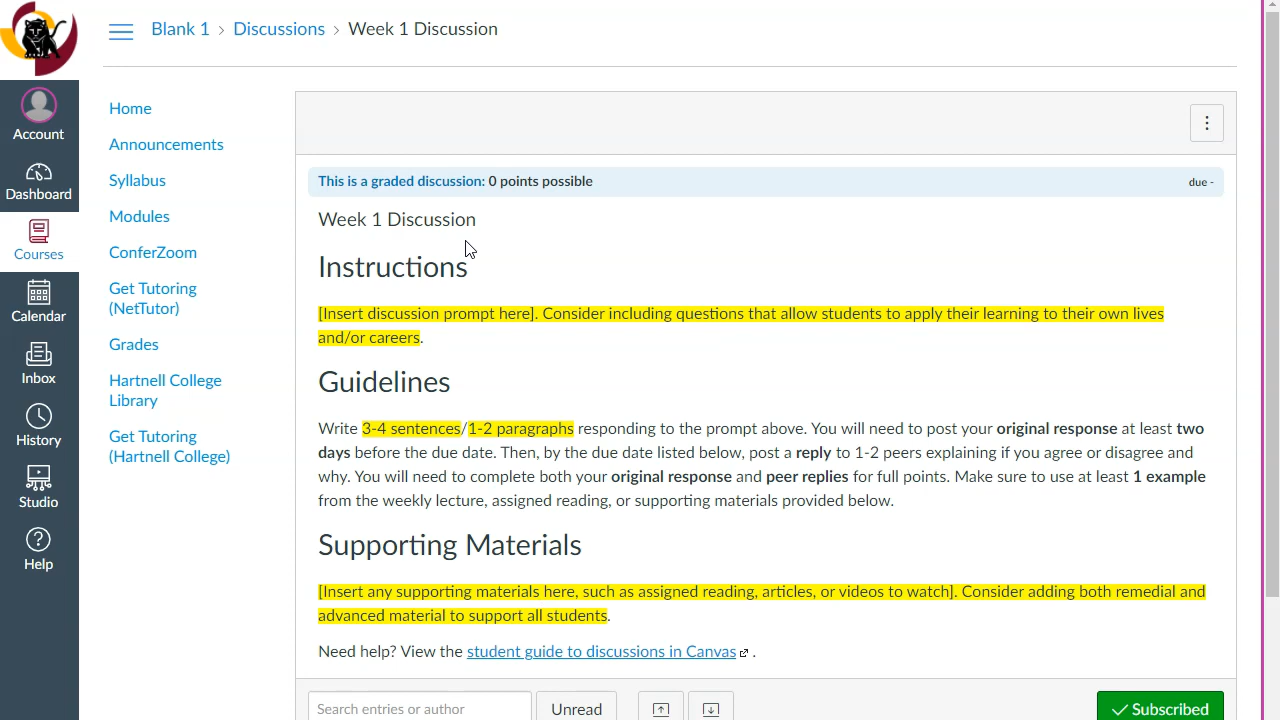 Blank 1 › Discussions › Week 1 Discussion
Account
Dashboard
Courses
Calendar
Inbox
History
Studio
Help
Home
Announcements
Syllabus
Modules
ConferZoom
Get Tutoring
(NetTutor)
Grades
Hartnell College
Library
Get Tutoring
(Hartnell College)
This is a graded discussion: 0 points possible
due -
Week 1 Discussion
Instructions
[Insert discussion prompt here]. Consider including questions that allow students to apply their learning to their own lives
and/or careers.
Guidelines
Write 3-4 sentences/1-2 paragraphs responding to the prompt above. You will need to post your original response at least two
days before the due date. Then, by the due date listed below, post a reply to 1-2 peers explaining if you agree or disagree and
why. You will need to complete both your original response and peer replies for full points. Make sure to use at least 1 example
from the weekly lecture, assigned reading, or supporting materials provided below.
Supporting Materials
[Insert any supporting materials here, such as assigned reading, articles, or videos to watch]. Consider adding both remedial and
advanced material to support all students.
Need help? View the student guide to discussions in Canvas .
Search entries or author
Unread
Subscribed